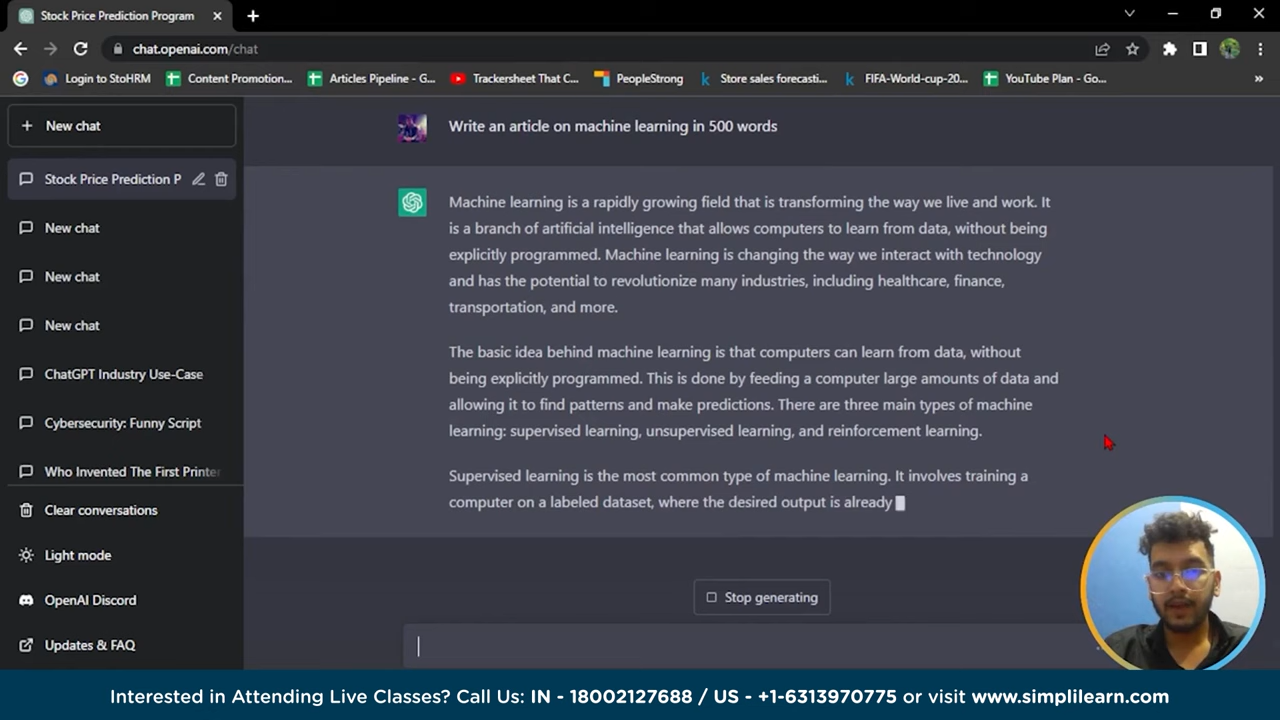 Stock Price Prediction Program
chat.openai.com/chat
Login to StoHRM
Content Promotion...
Articles Pipeline - G...
Trackersheet That C...
PeopleStrong
Store sales forecasti...
FIFA-World-cup-20...
YouTube Plan - Go...
New chat
Stock Price Prediction P
New chat
New chat
New chat
ChatGPT Industry Use-Case
Cybersecurity: Funny Script
Who Invented The First Printe
Clear conversations
Light mode
OpenAI Discord
Updates & FAQ
Write an article on machine learning in 500 words
Machine learning is a rapidly growing field that is transforming the way we live and work. It
is a branch of artificial intelligence that allows computers to learn from data, without being
explicitly programmed. Machine learning is changing the way we interact with technology
and has the potential to revolutionize many industries, including healthcare, finance,
transportation, and more.
The basic idea behind machine learning is that computers can learn from data, without
being explicitly programmed. This is done by feeding a computer large amounts of data and
allowing it to find patterns and make predictions. There are three main types of machine
learning: supervised learning, unsupervised learning, and reinforcement learning.
Supervised learning is the most common type of machine learning. It involves training a
computer on a labeled dataset, where the desired output is already
Stop generating
Interested in Attending Live Classes? Call Us: IN - 18002127688 / US - +1-6313970775 or visit www.simplilearn.com